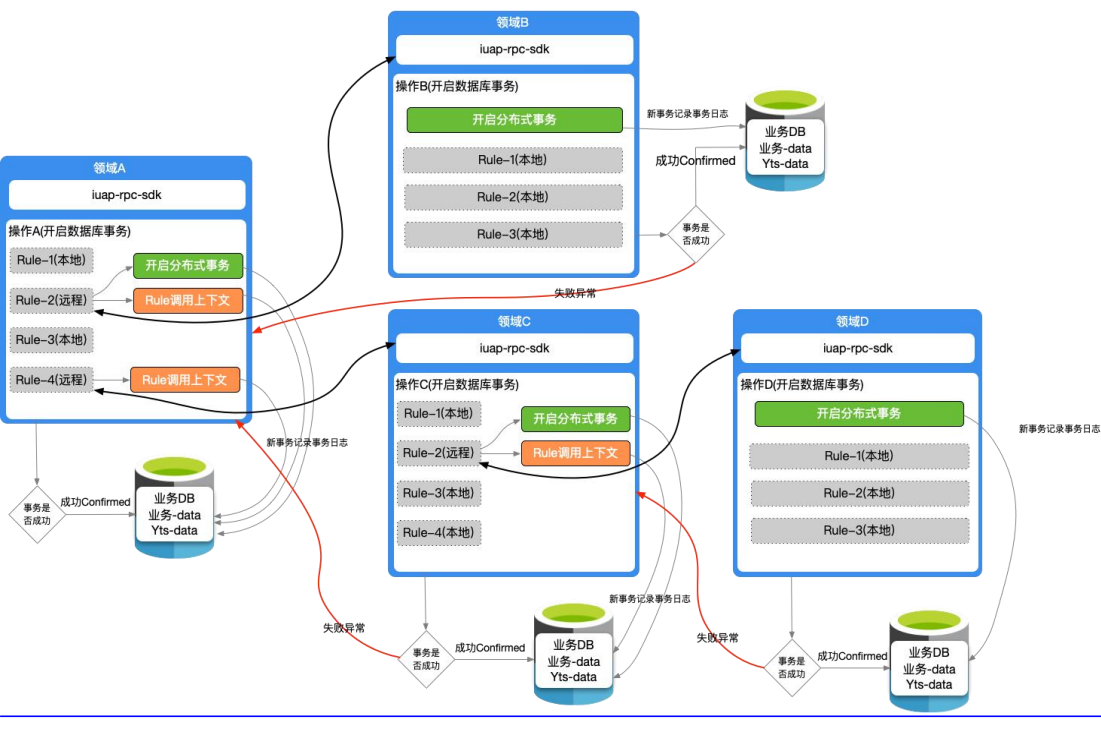 领域B
iuap-rpc-sdk
操作B(开启数据库事务)
开启分布式事务
Rule-1(本地)
Rule-2(本地)
Rule-3(本地)
新事务记录事务日志
成功Confirmed
事务是
否成功
业务DB
业务-data
Yts-data
失败异常
领域A
iuap-rpc-sdk
操作A(开启数据库事务)
Rule-1(本地)
开启分布式事务
Rule-2(远程)
Rule调用上下文
Rule-3(本地)
Rule-4(远程)
Rule调用上下文
新事务记录事务日志
事务是
否成功
成功Confirmed
业务DB
业务-data
Yts-data
失败异常
领域C
iuap-rpc-sdk
操作C(开启数据库事务)
Rule-1(本地)
开启分布式事务
Rule-2(远程)
Rule调用上下文
Rule-3(本地)
Rule-4(本地)
新事务记录事务日志
事务是
否成功
成功Confirmed
业务DB
业务-data
Yts-data
失败异常
领域D
iuap-rpc-sdk
操作D(开启数据库事务)
开启分布式事务
Rule-1(本地)
Rule-2(本地)
Rule-3(本地)
新事务记录事务日志
事务是
否成功
成功Confirmed
业务DB
业务-data
Yts-data